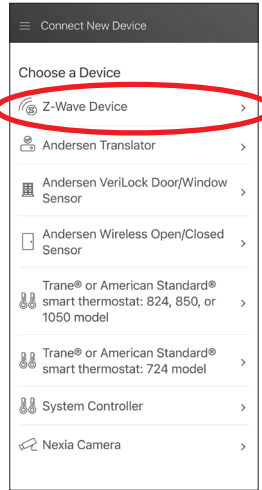 Connect New Device
Choose a Device
Z-Wave Device
Andersen Translator
Andersen VeriLock Door/Window
Sensor
Andersen Wireless Open/Closed
Sensor
Trane® or American Standard®
smart thermostat: 824, 850, or
1050 model
Trane® or American Standard®
smart thermostat: 724 model
System Controller
Nexia Camera